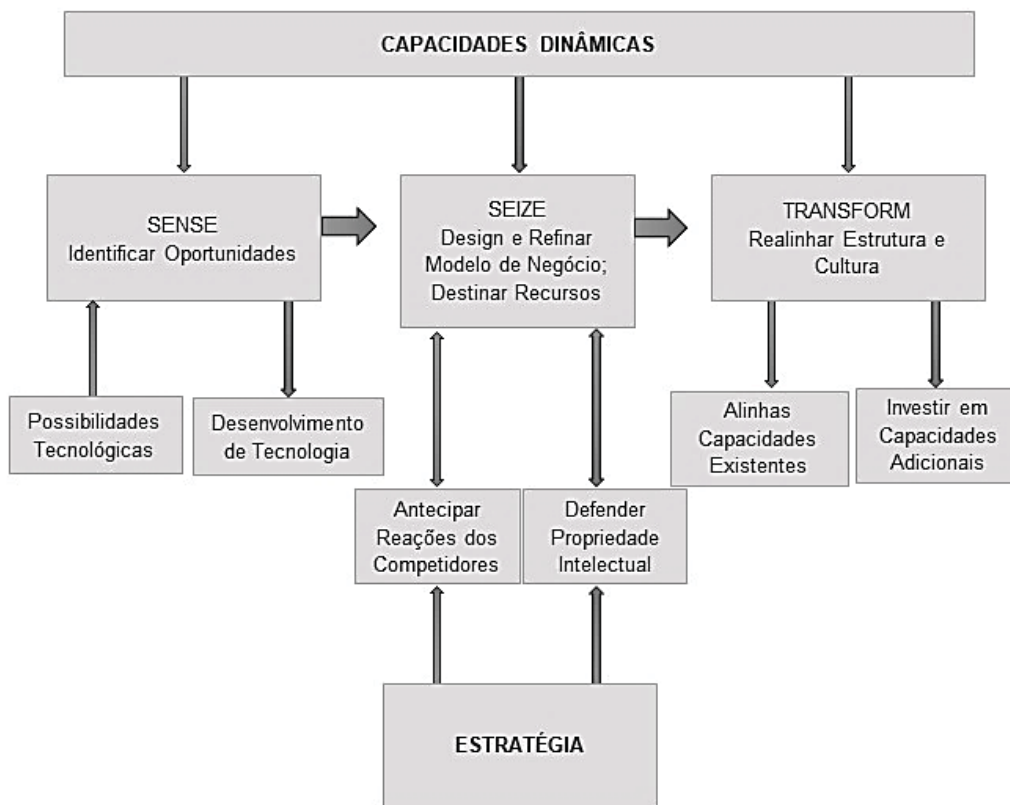 CAPACIDADES DINÂMICAS
SENSE
Identificar Oportunidades
SEIZE
Design e Refinar
Modelo de Negócio;
Destinar Recursos
TRANSFORM
Realinhar Estrutura e
Cultura
Possibilidades
Tecnológicas
Desenvolvimento
de Tecnologia
Alinhas
Capacidades
Existentes
Investir em
Capacidades
Adicionais
Antecipar
Reações dos
Competidores
Defender
Propriedade
Intelectual
ESTRATÉGIA